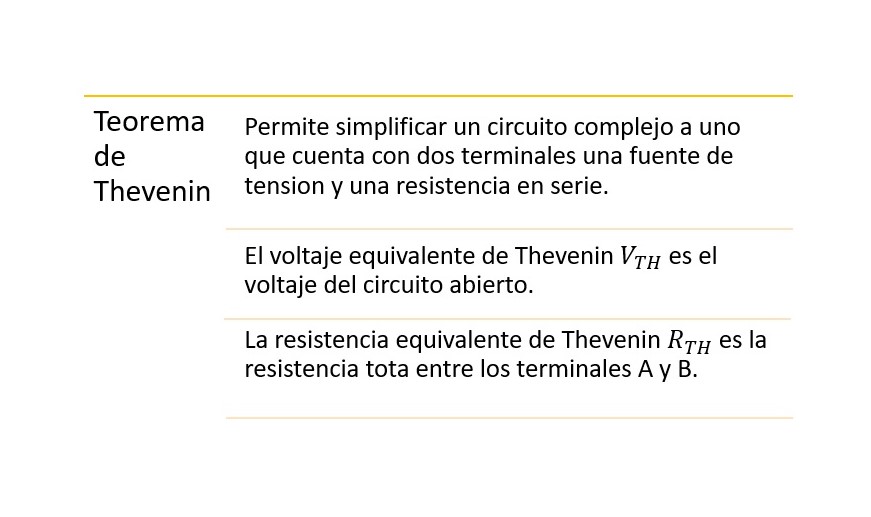 Teorema
de
Thevenin
Permite simplificar un circuito complejo a uno
que cuenta con dos terminales una fuente de
tension y una resistencia en serie.
El voltaje equivalente de Thevenin V_{TH} es el
voltaje del circuito abierto.
La resistencia equivalente de Thevenin R_{TH} es la
resistencia tota entre los terminales A y B.